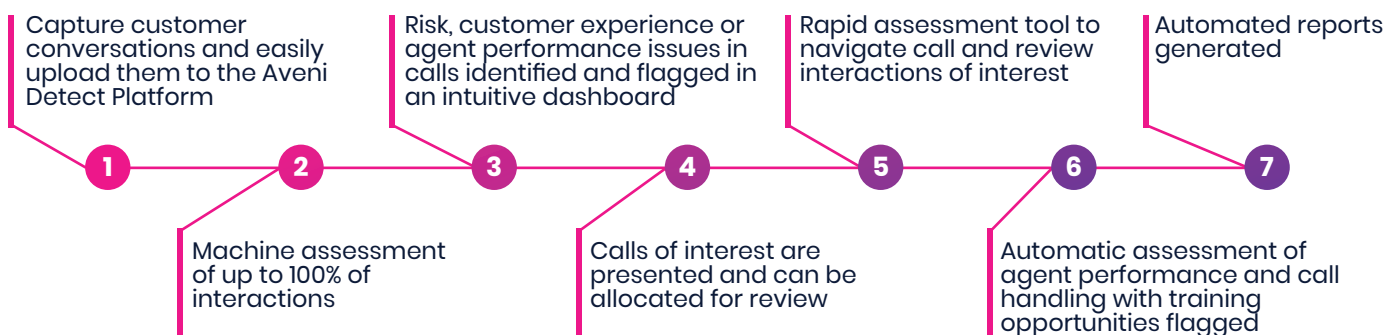 Capture customer
conversations and easily
upload them to the Aveni
Detect Platform
Risk, customer experience or
agent performance issues in
calls identified and flagged in
an intuitive dashboard
Rapid assessment tool to
navigate call and review
interactions of interest
Automated reports
generated
1
2
3
4
5
6
7
Machine assessment
of up to 100% of
interactions
Calls of interest are
presented and can be
allocated for review
Automatic assessment of
agent performance and call
handling with training
opportunities flagged